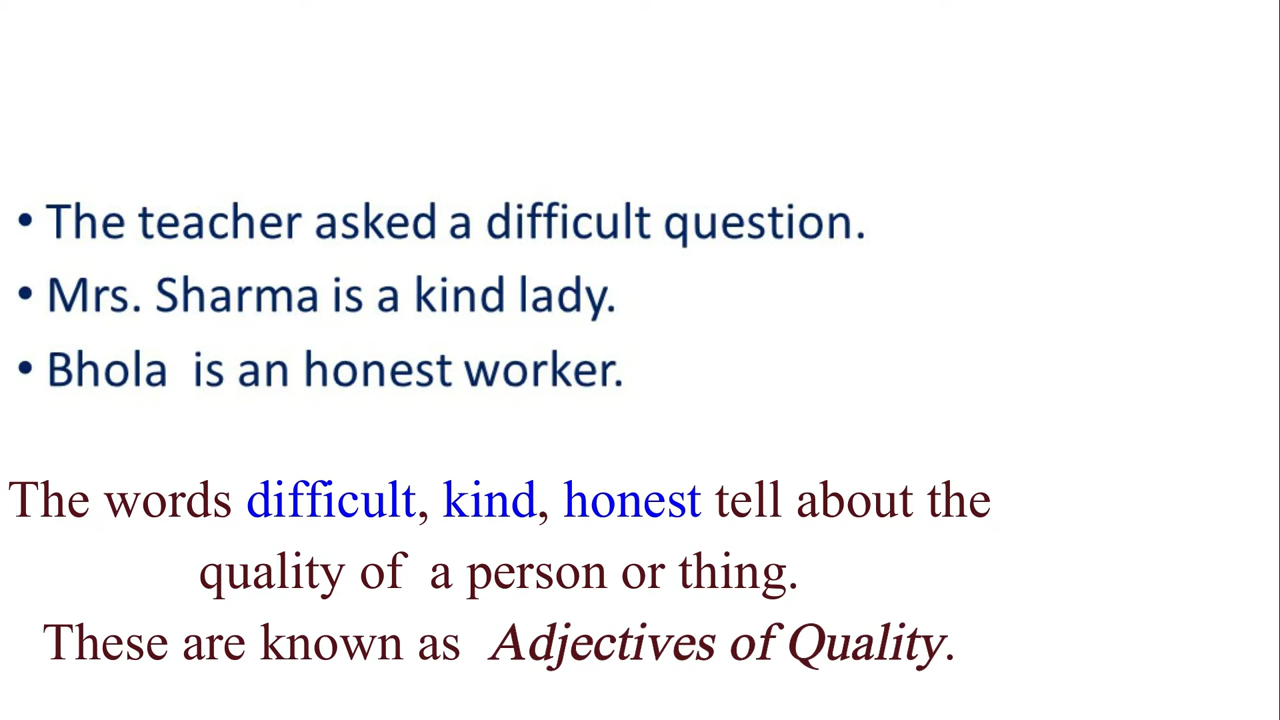 • The teacher asked a difficult question.
• Mrs. Sharma is a kind lady.
• Bhola  is an honest worker.
The words difficult, kind, honest tell about the
quality of  a person or thing.
These are known as  Adjectives of Quality.